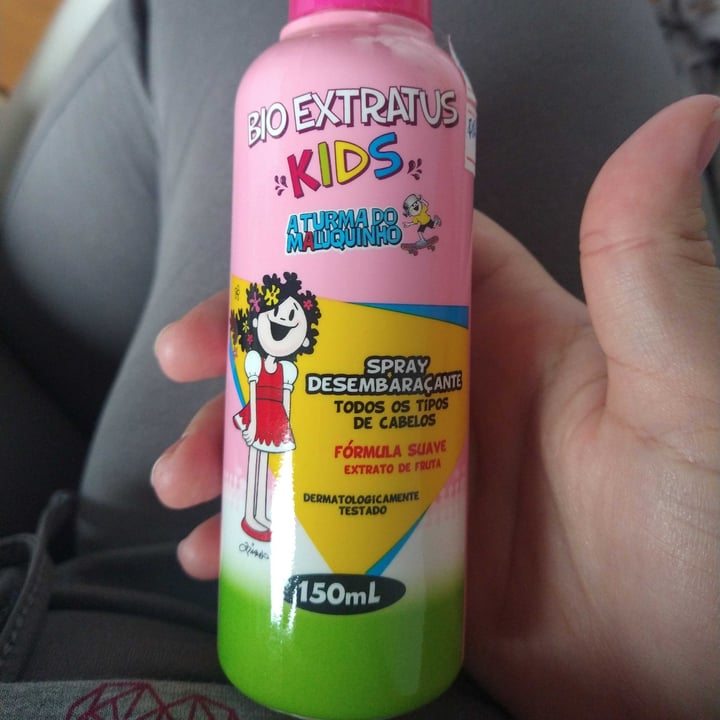 BIO EXTRATUS
KIDS
A TURMA DO
MALUQUINHO
SPRAY
DESEMBARAÇANTE
TODOS OS TIPOS
DE CABELOS
FÓRMULA SUAVE
EXTRATO DE FRUTA
DERMATOLOGICAMENTE
TESTADO
150mL